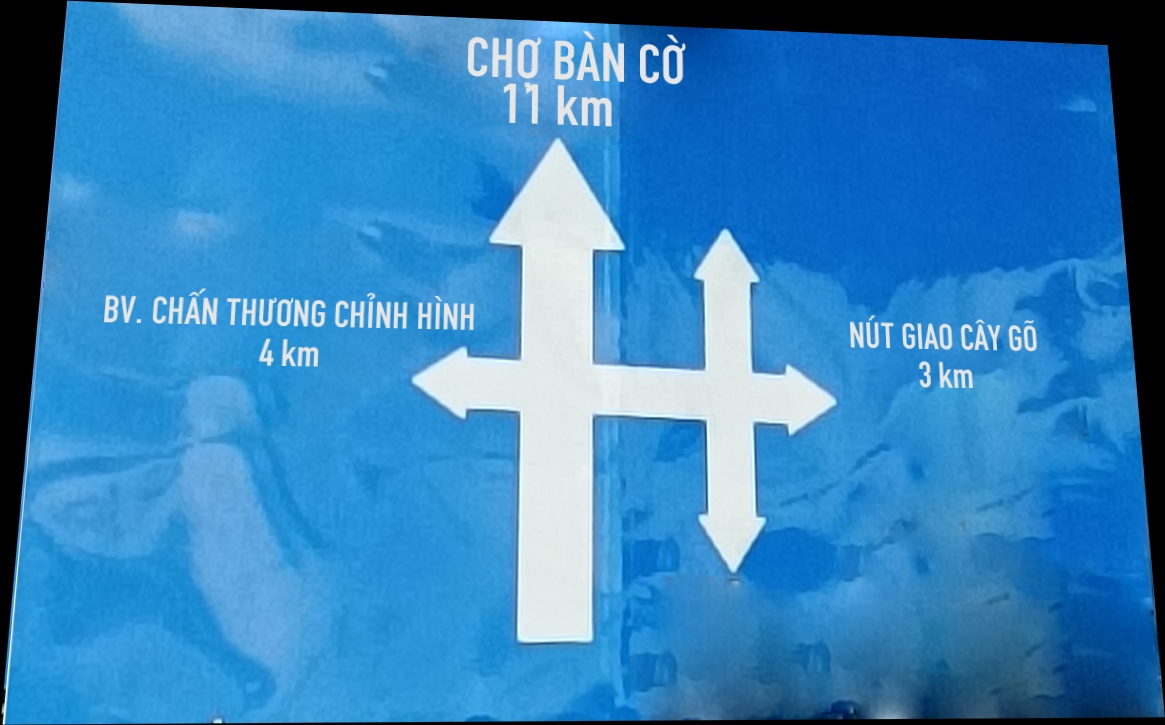 CHỢ BÀN CỜ
11 km
BV. CHẤN THƯƠNG CHỈNH HÌNH
4 km
NÚT GIAO CÂY GÕ
3 km